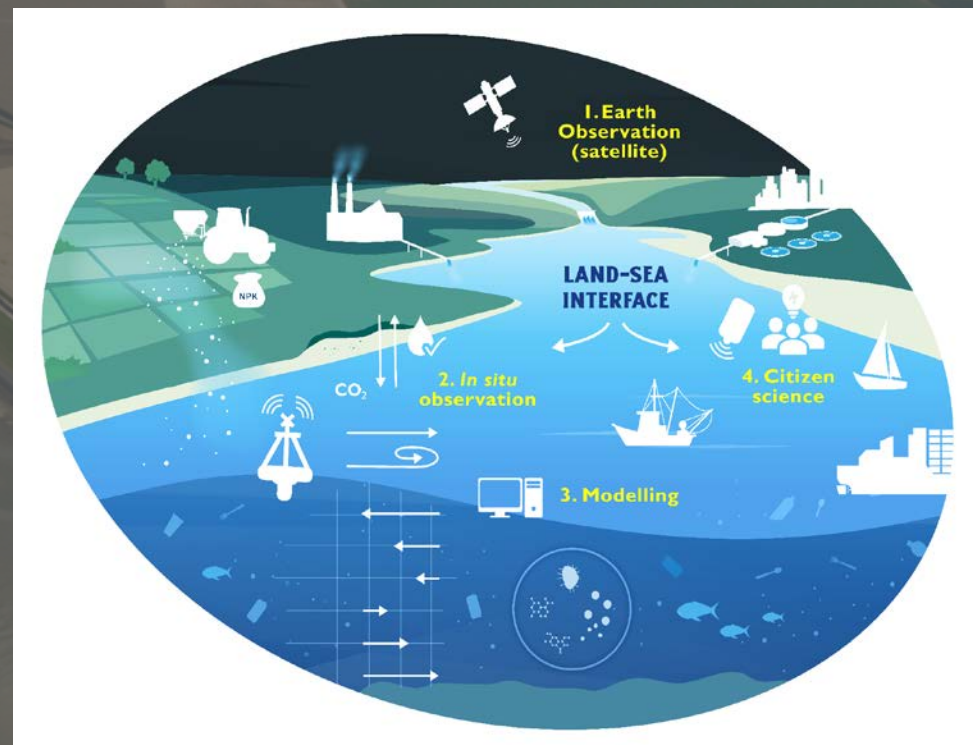 1. Earth
Observation
(satellite)
LAND-SEA
INTERFACE
NPK
CO₂
2. In situ
observation
4. Citizen
science
3. Modelling